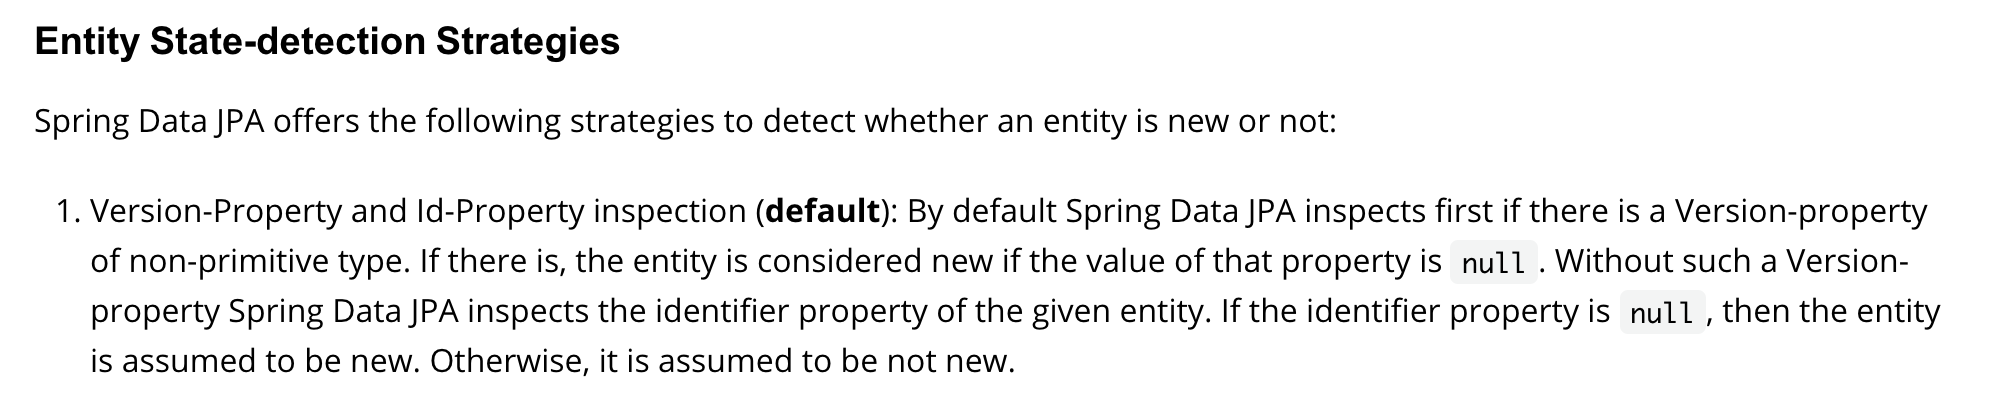 Entity State-detection Strategies
Spring Data JPA offers the following strategies to detect whether an entity is new or not:
1. Version-Property and Id-Property inspection (default): By default Spring Data JPA inspects first if there is a Version-property
of non-primitive type. If there is, the entity is considered new if the value of that property is null . Without such a Version-
property Spring Data JPA inspects the identifier property of the given entity. If the identifier property is null , then the entity
is assumed to be new. Otherwise, it is assumed to be not new.